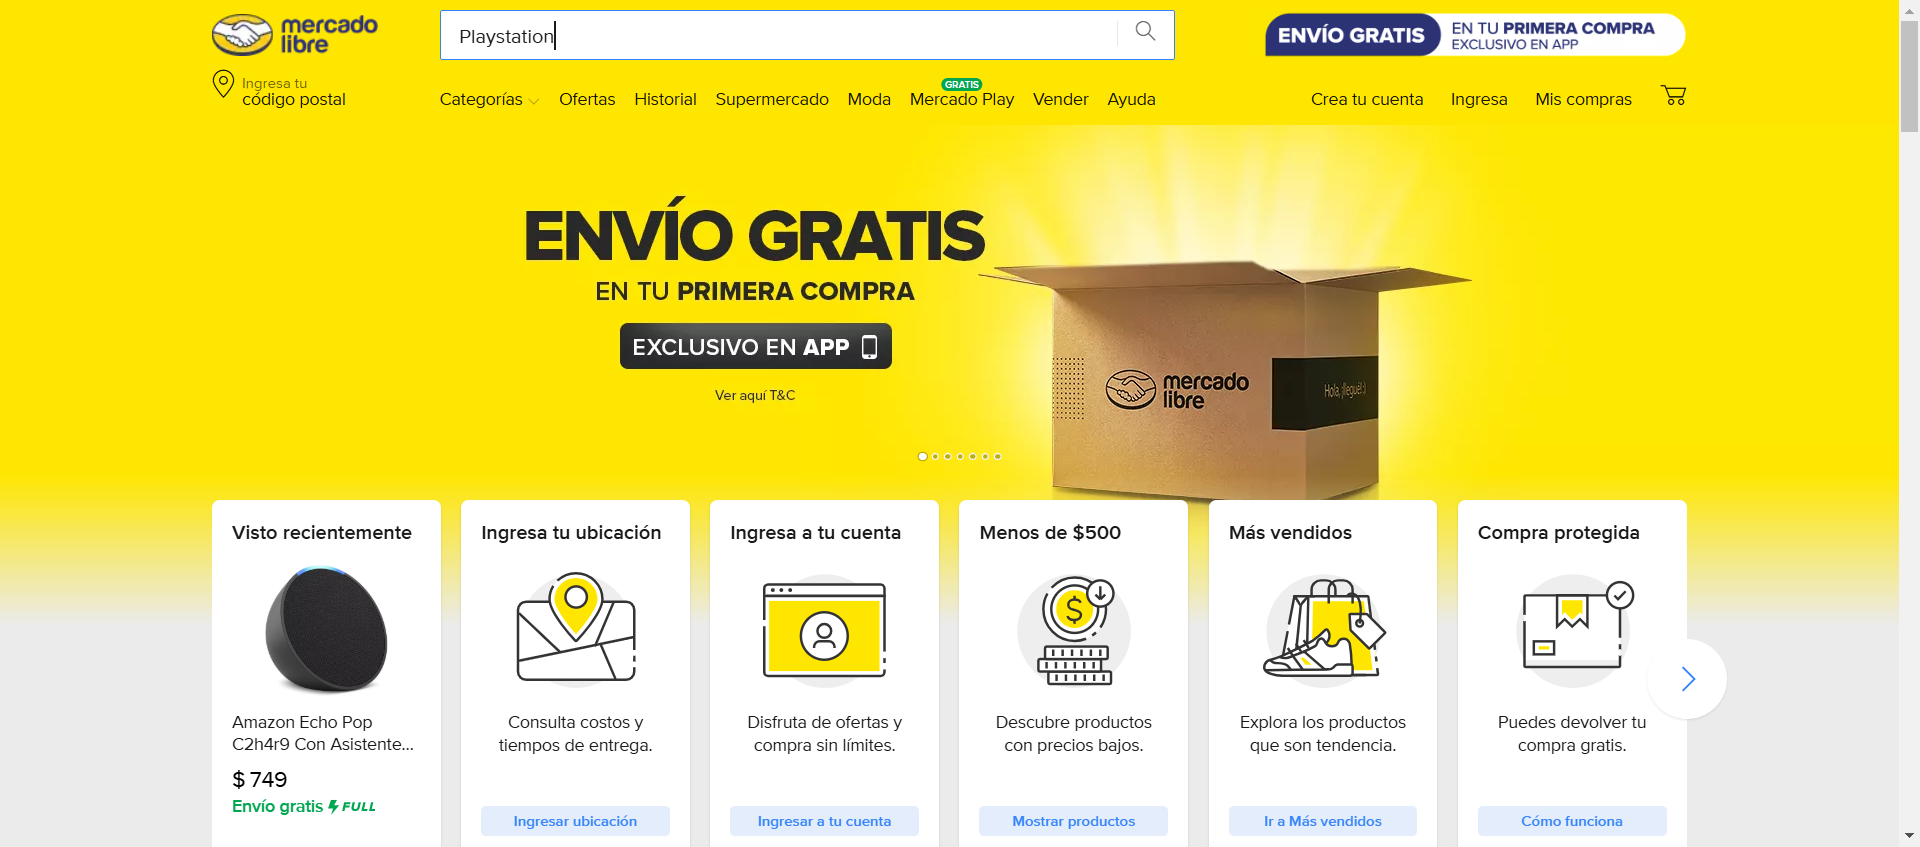 mercado
libre
Playstation
ENVÍO GRATIS
EN TU PRIMERA COMPRA
EXCLUSIVO EN APP
Ingresa tu
código postal
Categorías
Ofertas
Historial
Supermercado
Moda
GRATIS
Mercado Play
Vender
Ayuda
Crea tu cuenta
Ingresa
Mis compras
ENVÍO GRATIS
EN TU PRIMERA COMPRA
EXCLUSIVO EN APP
Ver aquí T&C
mercado
libre
Hola, ¡llegué! :)
Visto recientemente
Amazon Echo Pop
C2h4r9 Con Asistente...
$ 749
Envío gratis FULL
Ingresa tu ubicación
Consulta costos y
tiempos de entrega.
Ingresar ubicación
Ingresa a tu cuenta
Disfruta de ofertas y
compra sin límites.
Ingresar a tu cuenta
Menos de $500
$
Descubre productos
con precios bajos.
Mostrar productos
Más vendidos
Explora los productos
que son tendencia.
Ir a Más vendidos
Compra protegida
Puedes devolver tu
compra gratis.
Cómo funciona